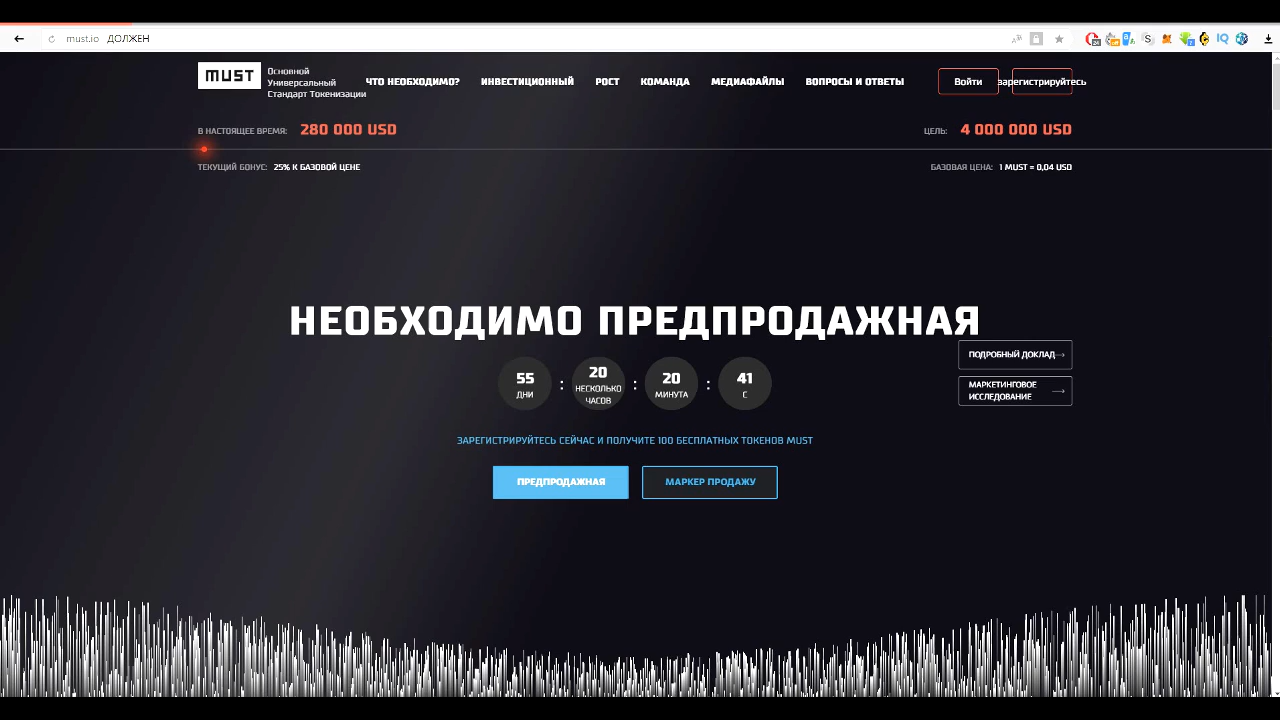 must.io ДОЛЖЕН
MUST
Основной
Универсальный
Стандарт Токенизации
ЧТО НЕОБХОДИМО?
ИНВЕСТИЦИОННЫЙ
РОСТ
КОМАНДА
МЕДИАФАЙЛЫ
ВОПРОСЫ И ОТВЕТЫ
Войти
зарегистрируйтесь
В НАСТОЯЩЕЕ ВРЕМЯ: 280 000 USD
ЦЕЛЬ: 4 000 000 USD
ТЕКУЩИЙ БОНУС: 25% К БАЗОВОЙ ЦЕНЕ
БАЗОВАЯ ЦЕНА: 1 MUST = 0,04 USD
НЕОБХОДИМО ПРЕДПРОДАЖНАЯ
55 : 20 : 20 : 41
ДНИ НЕСКОЛЬКО ЧАСОВ МИНУТА С
ПОДРОБНЫЙ ДОКЛАД→
МАРКЕТИНГОВОЕ
ИССЛЕДОВАНИЕ →
ЗАРЕГИСТРИРУЙТЕСЬ СЕЙЧАС И ПОЛУЧИТЕ 100 БЕСПЛАТНЫХ ТОКЕНОВ MUST
ПРЕДПРОДАЖНАЯ
МАРКЕР ПРОДАЖУ